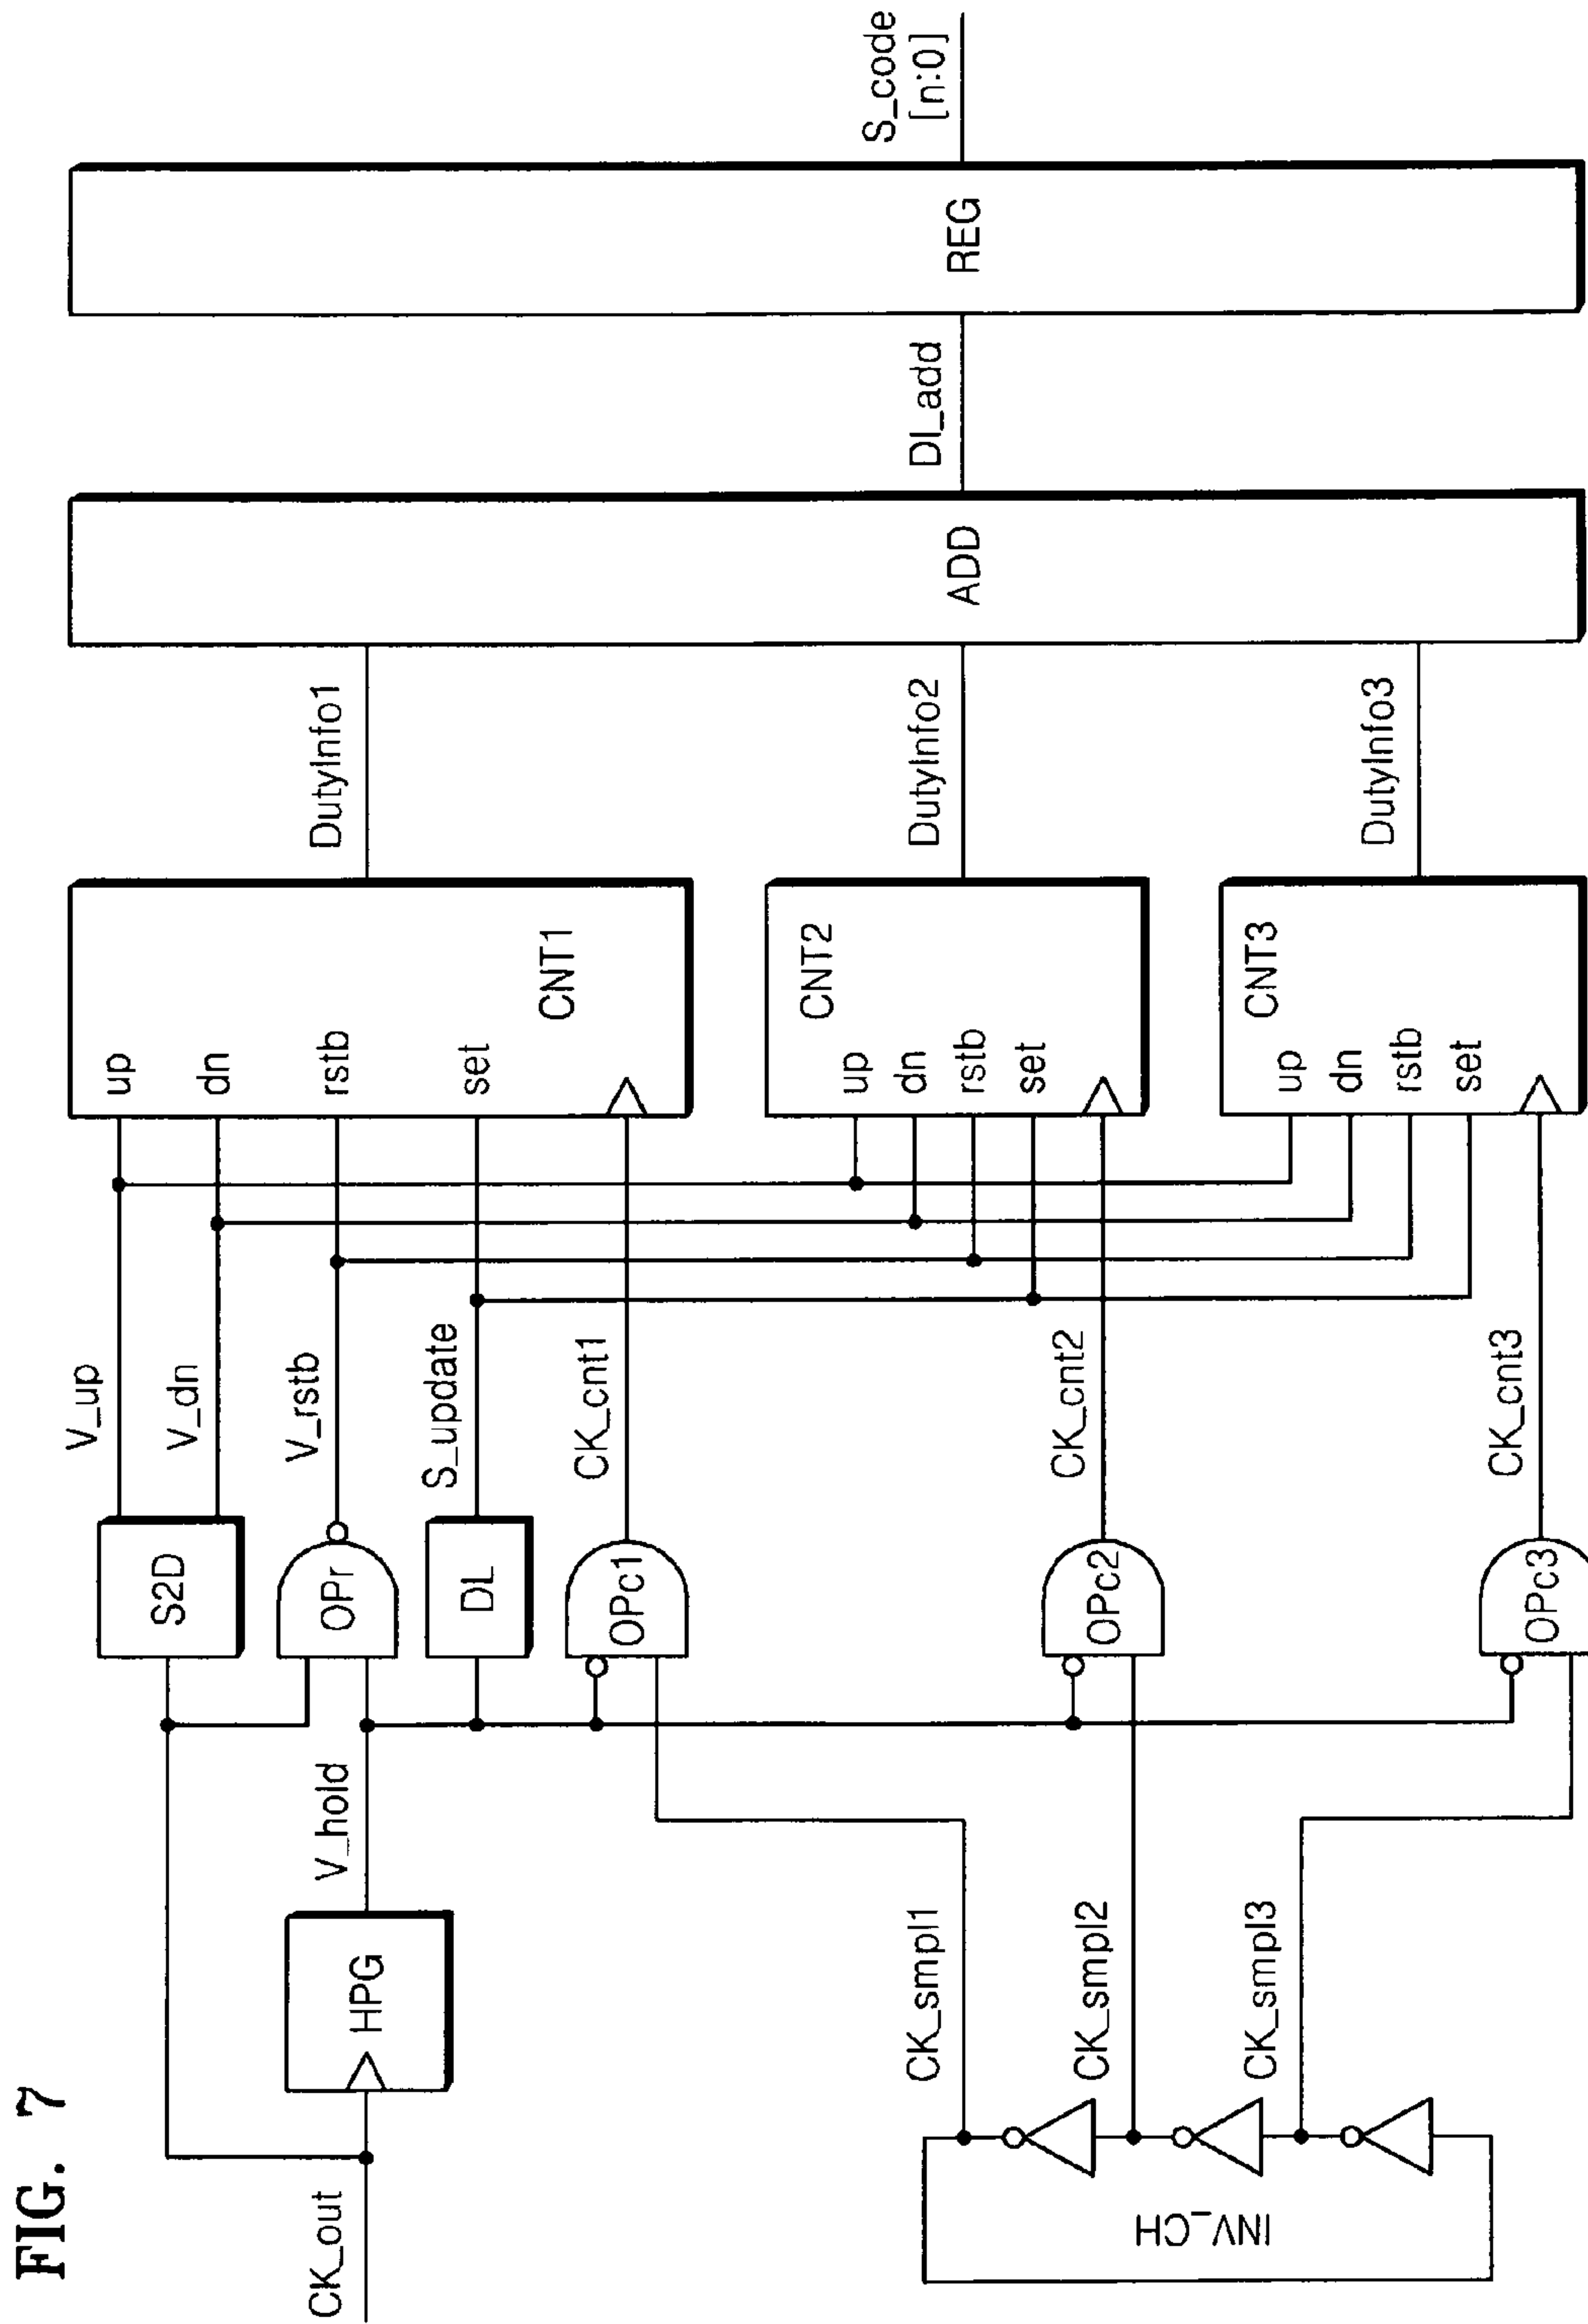 FIG. 7
CK_out
HPG
V_hold
S2D
OPr
DL
OPc1
OPc2
OPc3
V_up
V_dn
V_rstb
S_update
CK_cnt1
CK_cnt2
CK_cnt3
INV_CH
CK_smpl1
CK_smpl2
CK_smpl3
up
dn
rstb
set
CNT1
up
dn
rstb
set
CNT2
up
dn
rstb
set
CNT3
DutyInfo1
DutyInfo2
DutyInfo3
ADD
DI_add
REG
S_code
[n:0]